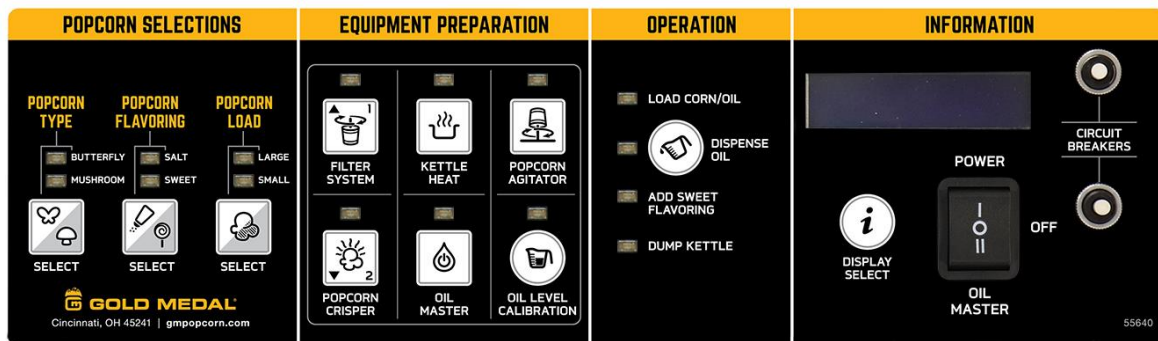 POPCORN SELECTIONS
POPCORN
TYPE
POPCORN
FLAVORING
POPCORN
LOAD
BUTTERFLY
MUSHROOM
SALT
SWEET
LARGE
SMALL
SELECT
SELECT
SELECT
GOLD MEDAL®
Cincinnati, OH 45241 | gmpopcorn.com
EQUIPMENT PREPARATION
1
FILTER
SYSTEM
KETTLE
HEAT
POPCORN
AGITATOR
2
POPCORN
CRISPER
OIL
MASTER
OIL LEVEL
CALIBRATION
OPERATION
LOAD CORN/OIL
DISPENSE
OIL
ADD SWEET
FLAVORING
DUMP KETTLE
INFORMATION
CIRCUIT
BREAKERS
POWER
I
O
II
OFF
i
DISPLAY
SELECT
OIL
MASTER
55640